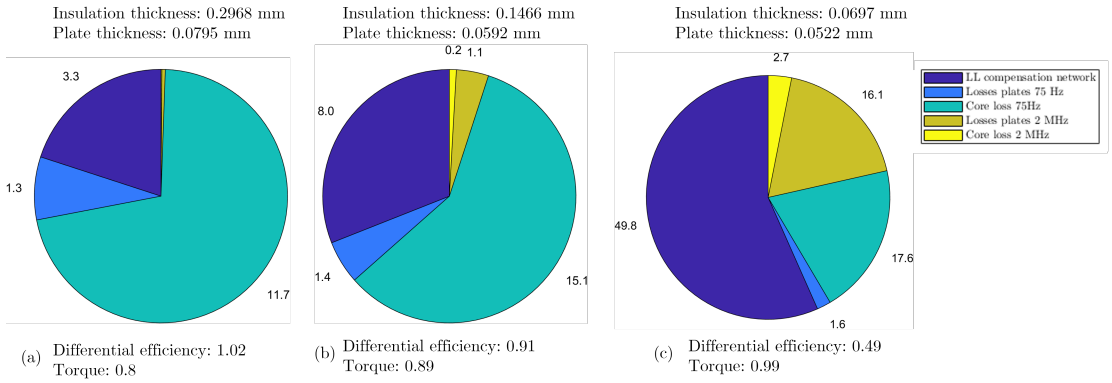 Insulation thickness: 0.2968 mm
Plate thickness: 0.0795 mm
3.3
1.3
11.7
(a)
Differential efficiency: 1.02
Torque: 0.8
Insulation thickness: 0.1466 mm
Plate thickness: 0.0592 mm
0.2
1.1
8.0
1.4
15.1
(b)
Differential efficiency: 0.91
Torque: 0.89
Insulation thickness: 0.0697 mm
Plate thickness: 0.0522 mm
2.7
16.1
49.8
17.6
1.6
(c)
Differential efficiency: 0.49
Torque: 0.99
LL compensation network
Losses plates 75 Hz
Core loss 75Hz
Losses plates 2 MHz
Core loss 2 MHz